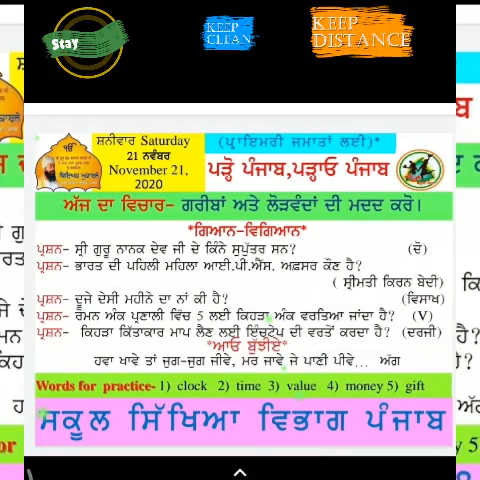 Stay
KEEP CLEAN
KEEP DISTANCE
ਸ਼ਨੀਵਾਰ Saturday
21 ਨਵੰਬਰ
November 21,
2020
(ਪ੍ਰਾਇਮਰੀ ਜਮਾਤਾਂ ਲਈ)*
ਪੜ੍ਹੋ ਪੰਜਾਬ,ਪੜ੍ਹਾਓ ਪੰਜਾਬ
ਅੱਜ ਦਾ ਵਿਚਾਰ- ਗਰੀਬਾਂ ਅਤੇ ਲੋੜਵੰਦਾਂ ਦੀ ਮਦਦ ਕਰੋ।
*ਗਿਆਨ-ਵਿਗਿਆਨ*
ਪ੍ਰਸ਼ਨ- ਸ੍ਰੀ ਗੁਰੂ ਨਾਨਕ ਦੇਵ ਜੀ ਦੇ ਕਿੰਨੇ ਸੁਪੁੱਤਰ ਸਨ? (ਦੋ)
ਪ੍ਰਸ਼ਨ- ਭਾਰਤ ਦੀ ਪਹਿਲੀ ਮਹਿਲਾ ਆਈ.ਪੀ.ਐੱਸ. ਅਫ਼ਸਰ ਕੌਣ ਹੈ?
( ਸ਼੍ਰੀਮਤੀ ਕਿਰਨ ਬੇਦੀ)
ਪ੍ਰਸ਼ਨ- ਦੂਜੇ ਦੇਸੀ ਮਹੀਨੇ ਦਾ ਨਾਂ ਕੀ ਹੈ? (ਵਿਸਾਖ)
ਪ੍ਰਸ਼ਨ- ਰੋਮਨ ਅੰਕ ਪ੍ਰਣਾਲੀ ਵਿੱਚ 5 ਲਈ ਕਿਹੜਾ ਅੰਕ ਵਰਤਿਆ ਜਾਂਦਾ ਹੈ? (V)
ਪ੍ਰਸ਼ਨ- ਕਿਹੜਾ ਕਿੱਤਾਕਾਰ ਮਾਪ ਲੈਣ ਲਈ ਇੰਚਟੇਪ ਦੀ ਵਰਤੋਂ ਕਰਦਾ ਹੈ? (ਦਰਜੀ)
*ਆਓ ਬੁੱਝੀਏ*
ਹਵਾ ਖਾਵੇ ਤਾਂ ਜੁਗ-ਜੁਗ ਜੀਵੇ, ਮਰ ਜਾਵੇ ਜੇ ਪਾਣੀ ਪੀਵੇ... ਅੱਗ
Words for practice- 1) clock 2) time 3) value 4) money 5) gift
ਸਕੂਲ ਸਿੱਖਿਆ ਵਿਭਾਗ ਪੰਜਾਬ